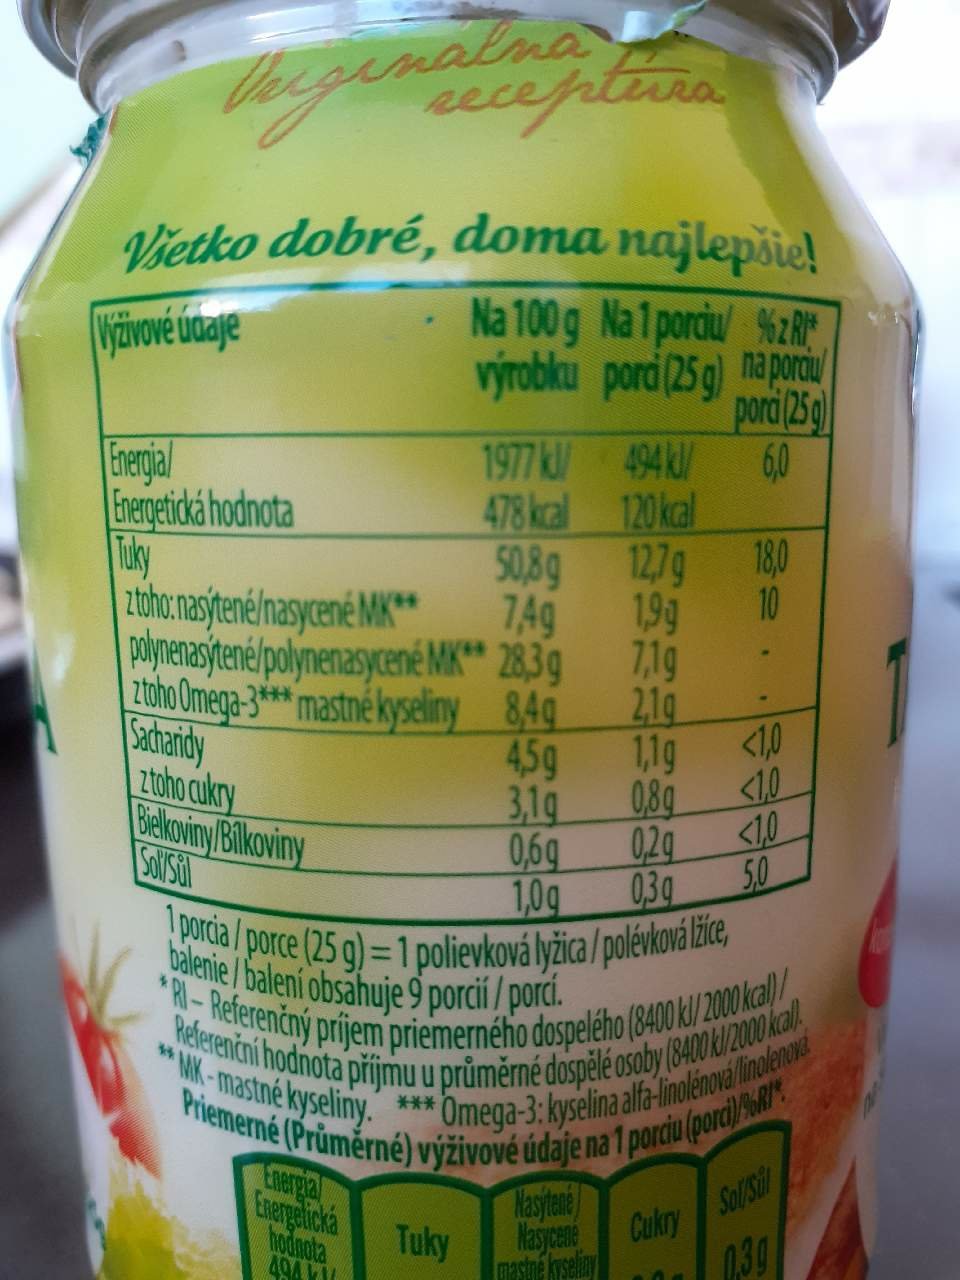 Originálna
receptúra
Všetko dobré, doma najlepšie!
Výživové údaje Na 100 g Na 1 porciu/ % z RI*
výrobku porci (25 g) na porciu/
porci (25 g)
Energia/ 1977 kJ/ 494 kJ/ 6,0
Energetická hodnota 478 kcal 120 kcal
Tuky 50,8 g 12,7 g 18,0
z toho: nasýtené/nasycené MK** 7,4 g 1,9 g 10
polynenasýtené/polynenasycené MK** 28,3 g 7,1 g -
z toho Omega-3*** mastné kyseliny 8,4 g 2,1 g -
Sacharidy 4,5 g 1,1 g <1,0
z toho cukry 3,1 g 0,8 g <1,0
Bielkoviny/Bílkoviny 0,6 g 0,2 g <1,0
Soľ/Sůl 1,0 g 0,3 g 5,0
1 porcia / porce (25 g) = 1 polievková lyžica / polévková lžíce,
balenie / balení obsahuje 9 porcií / porcí.
* RI – Referenčný príjem priemerného dospelého (8400 kJ/ 2000 kcal) /
Referenční hodnota příjmu u průměrné dospělé osoby (8400 kJ/2000 kcal).
** MK - mastné kyseliny. *** Omega-3: kyselina alfa-linolénová/linolenová.
Priemerné (Průměrné) výživové údaje na 1 porciu (porci)/%RI*.
Energia/
Energetická
hodnota
494 kJ/
Tuky
Nasýtené/
Nasycené
mastné kyseliny
Cukry
Soľ/Sůl
0,3 g